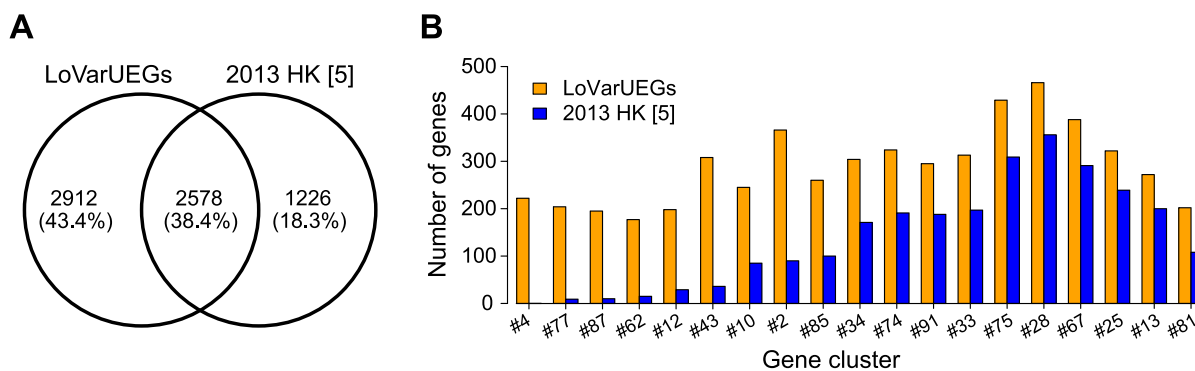 A
LoVarUEGs
2013 HK [5]
2912
(43.4%)
2578
(38.4%)
1226
(18.3%)
B
Number of genes
500
400
300
200
100
0
LoVarUEGs
2013 HK [5]
#4 #77 #87 #62 #12 #43 #10 #2 #85 #34 #74 #91 #33 #75 #28 #67 #25 #13 #81
Gene cluster